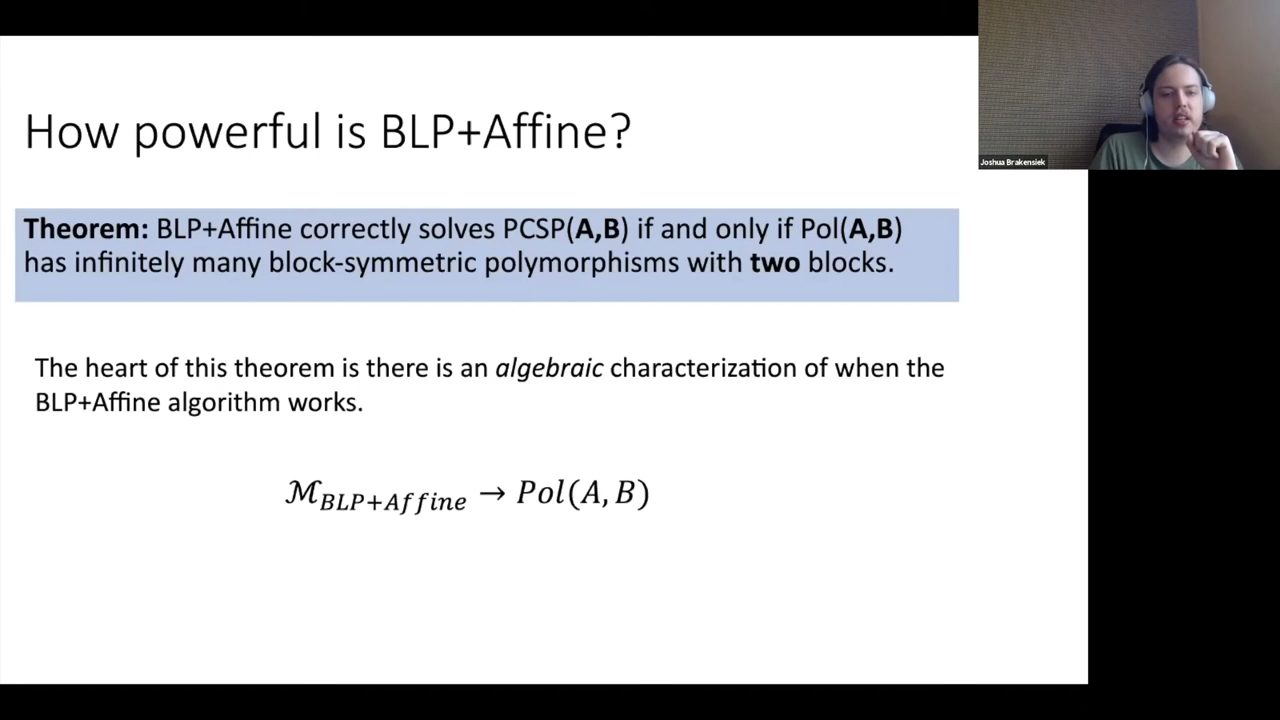 How powerful is BLP+Affine?
Joshua Brakensiek
Theorem: BLP+Affine correctly solves PCSP(A,B) if and only if Pol(A,B)
has infinitely many block-symmetric polymorphisms with two blocks.
The heart of this theorem is there is an algebraic characterization of when the
BLP+Affine algorithm works.
ℳ_{BLP+Affine} → Pol(A, B)